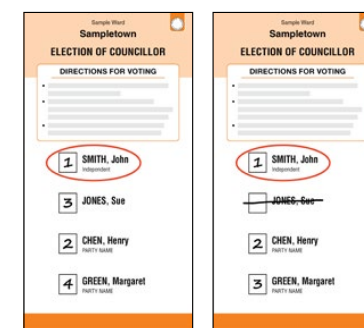 Sample Ward
Sampletown
ELECTION OF COUNCILLOR
DIRECTIONS FOR VOTING
1 SMITH, John
Independent
3 JONES, Sue
2 CHEN, Henry
PARTY NAME
4 GREEN, Margaret
PARTY NAME
Sample Ward
Sampletown
ELECTION OF COUNCILLOR
DIRECTIONS FOR VOTING
1 SMITH, John
Independent
JONES, Sue
2 CHEN, Henry
PARTY NAME
3 GREEN, Margaret
PARTY NAME